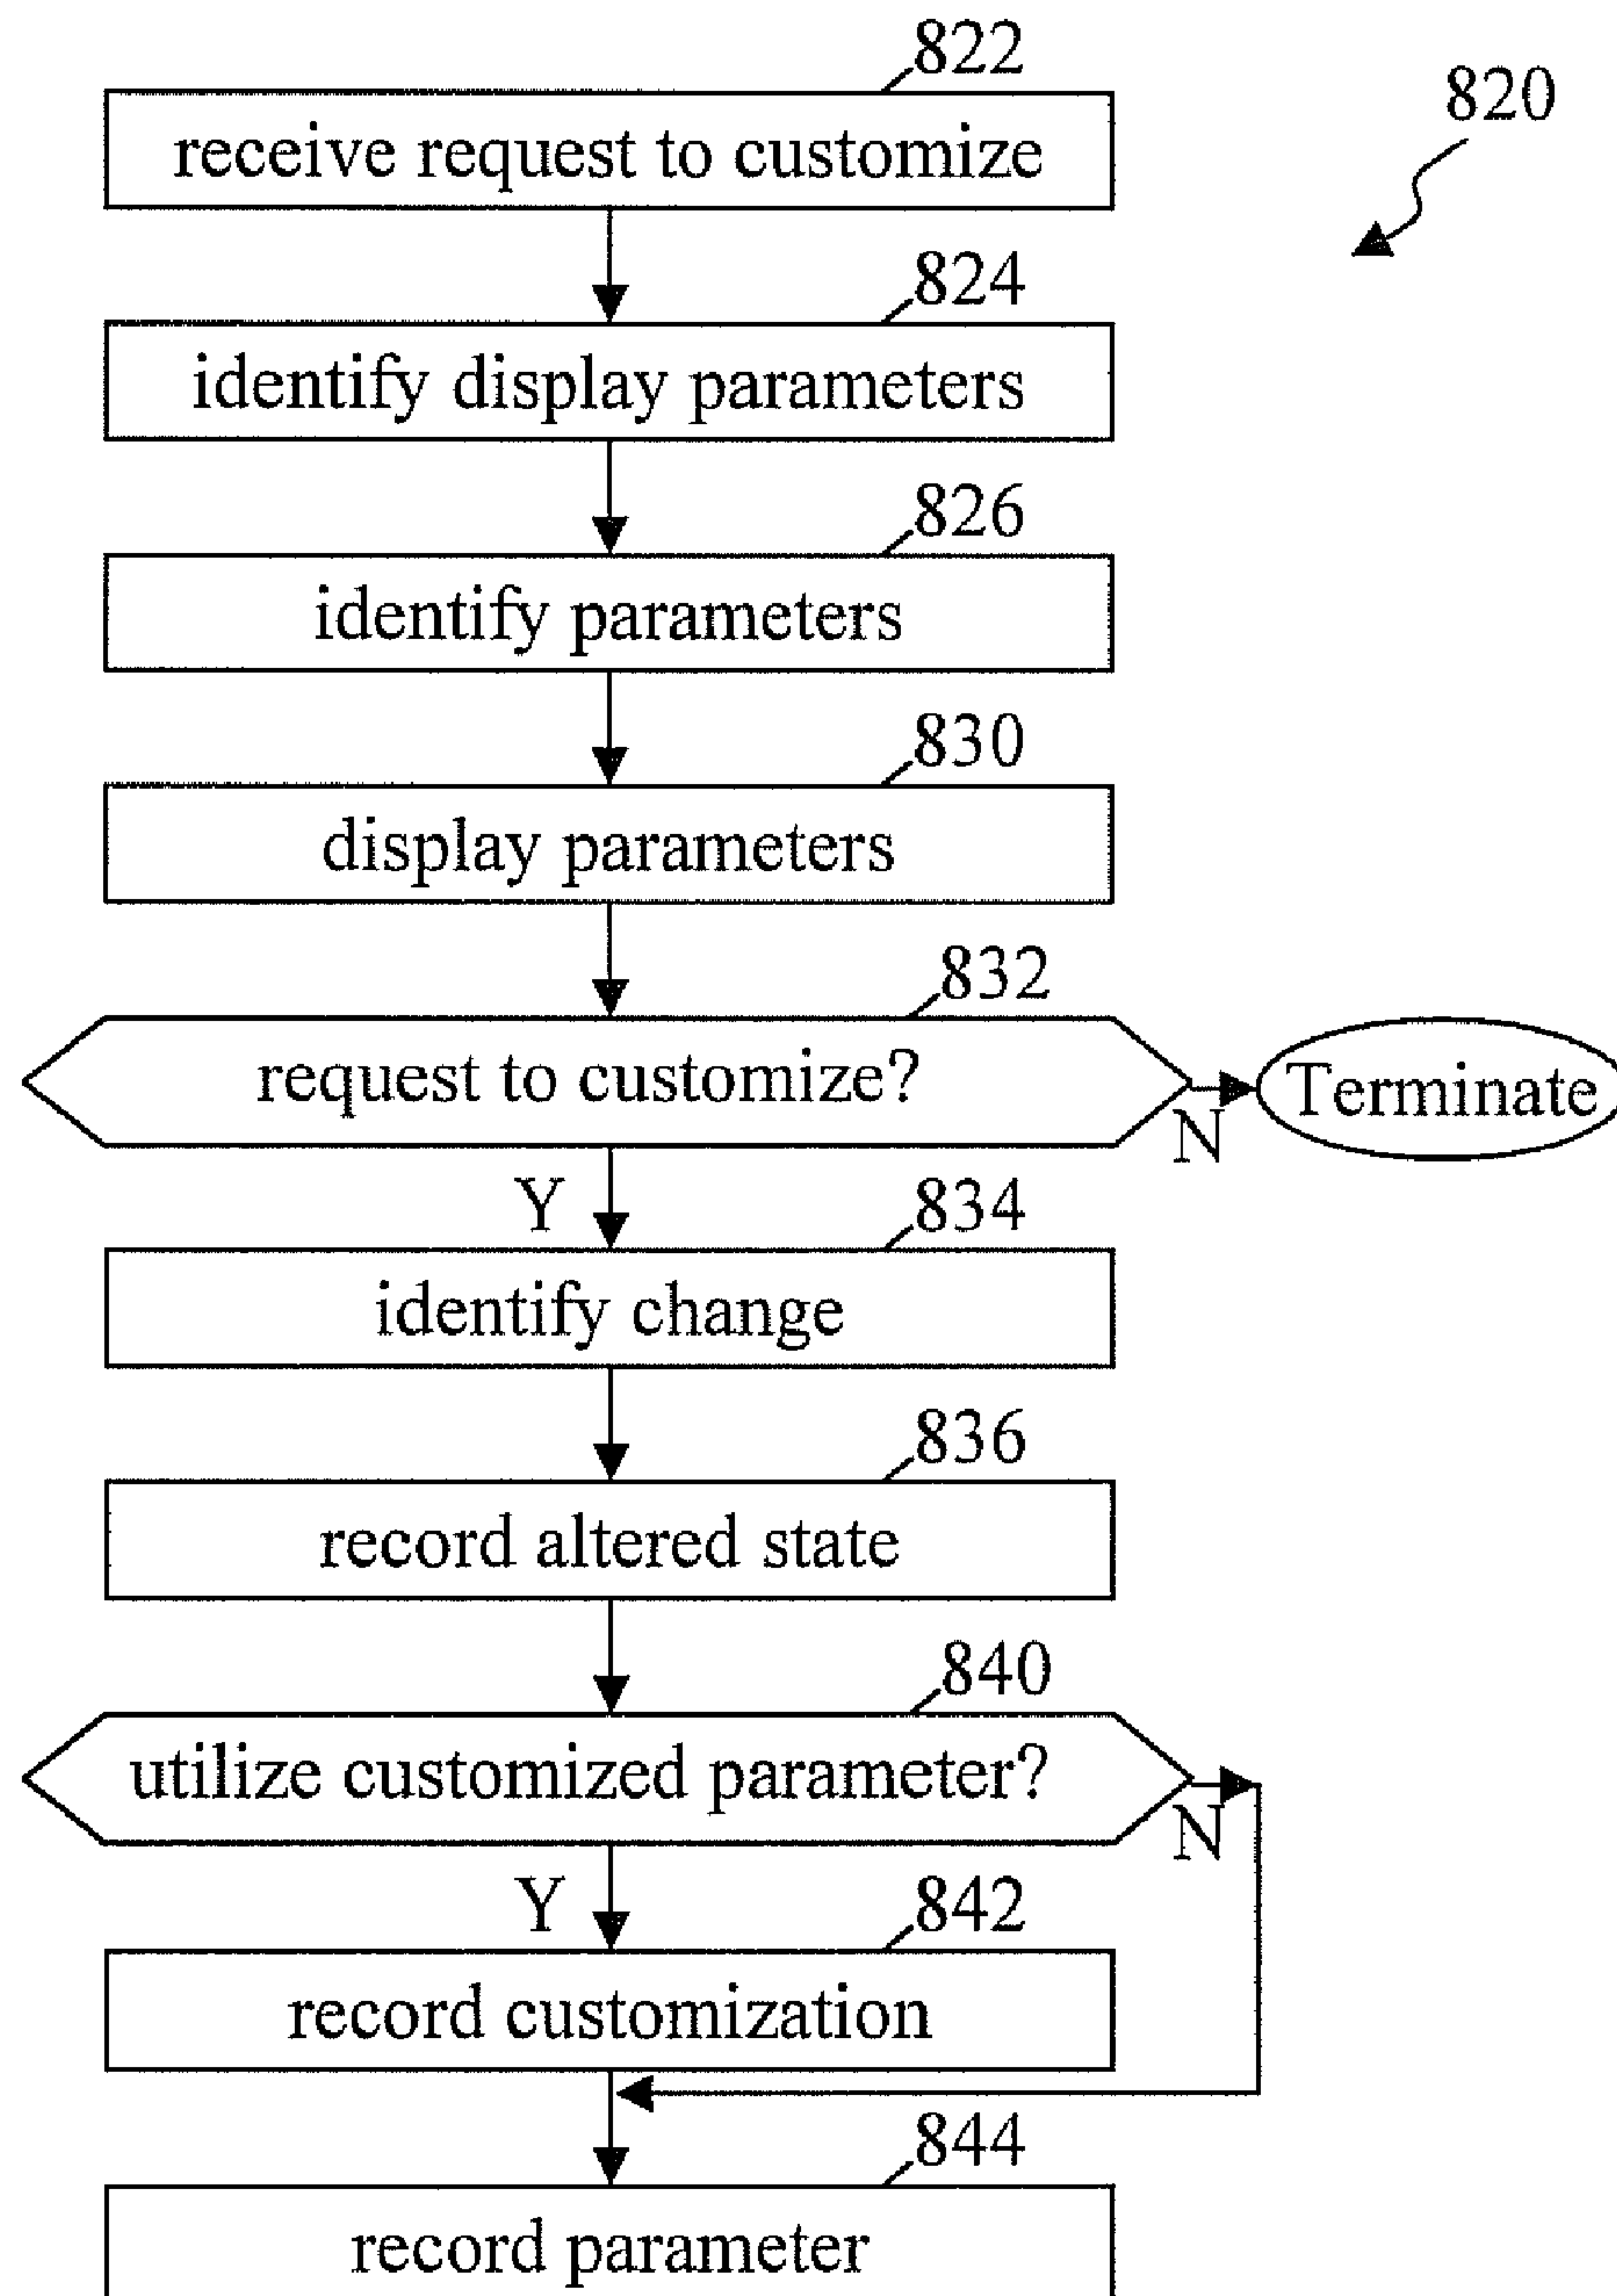 822
820
receive request to customize
824
identify display parameters
826
identify parameters
830
display parameters
832
request to customize?
Terminate
N
Y
834
identify change
836
record altered state
840
utilize customized parameter?
N
Y
842
record customization
844
record parameter